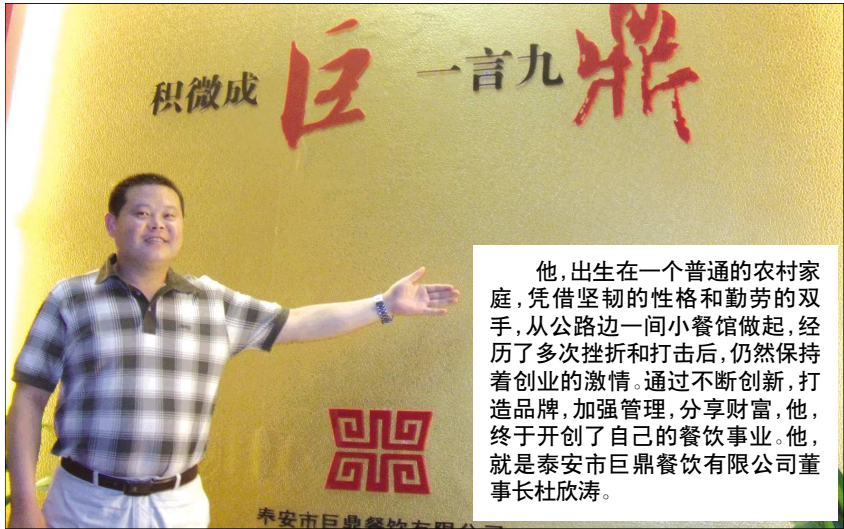 积微成巨 一言九鼎
他,出生在一个普通的农村家
庭,凭借坚韧的性格和勤劳的双
手,从公路边一间小餐馆做起,经
历了多次挫折和打击后,仍然保持
着创业的激情。通过不断创新,打
造品牌,加强管理,分享财富,他,
终于开创了自己的餐饮事业。他,
就是泰安市巨鼎餐饮有限公司董
事长杜欣涛。
泰安市巨鼎餐饮有限公司